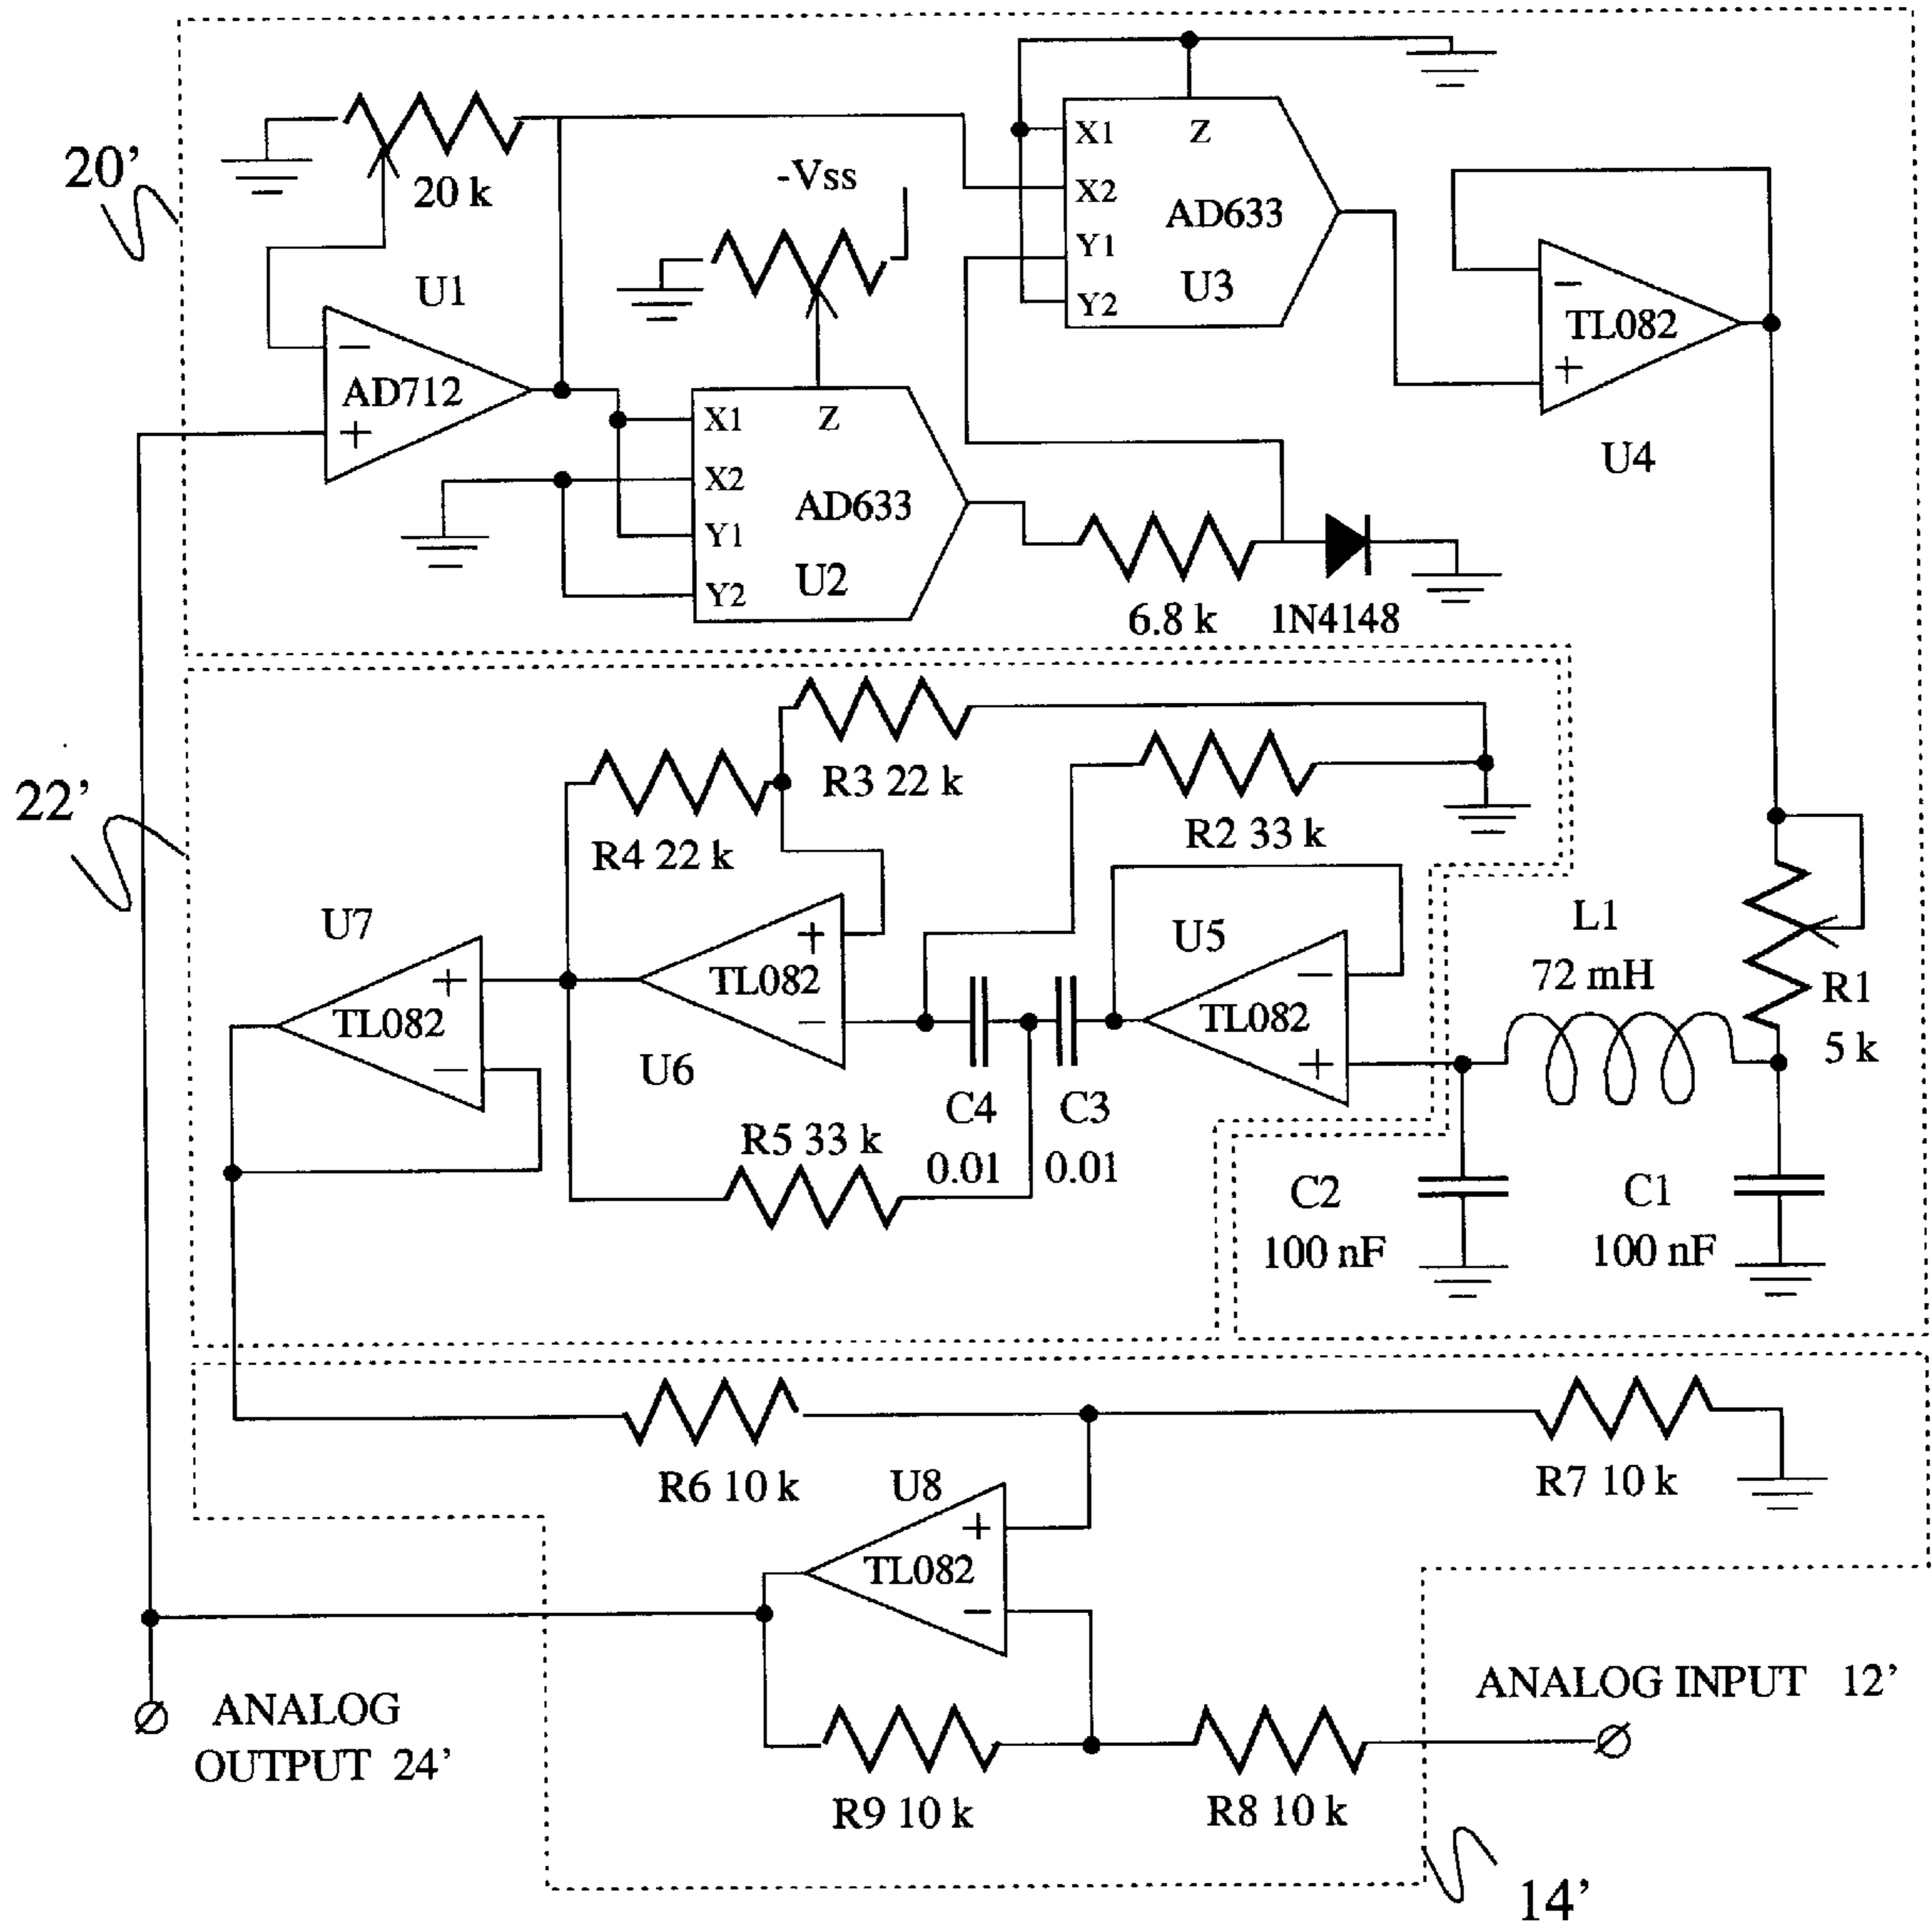 20'
20 k
-Vss
X1
Z
X2
AD633
Y1
U3
Y2
U1
−
AD712
+
−
TL082
+
U4
X1
Z
X2
AD633
Y1
U2
Y2
6.8 k
1N4148
22'
R3 22 k
R4 22 k
R2 33 k
U7
+
TL082
−
+
TL082
−
U6
U5
−
TL082
+
L1
72 mH
R1
5 k
C4
0.01
C3
0.01
R5 33 k
C2
100 nF
C1
100 nF
R6 10 k
U8
R7 10 k
+
TL082
−
ANALOG
OUTPUT 24'
ANALOG INPUT 12'
R9 10 k
R8 10 k
14'